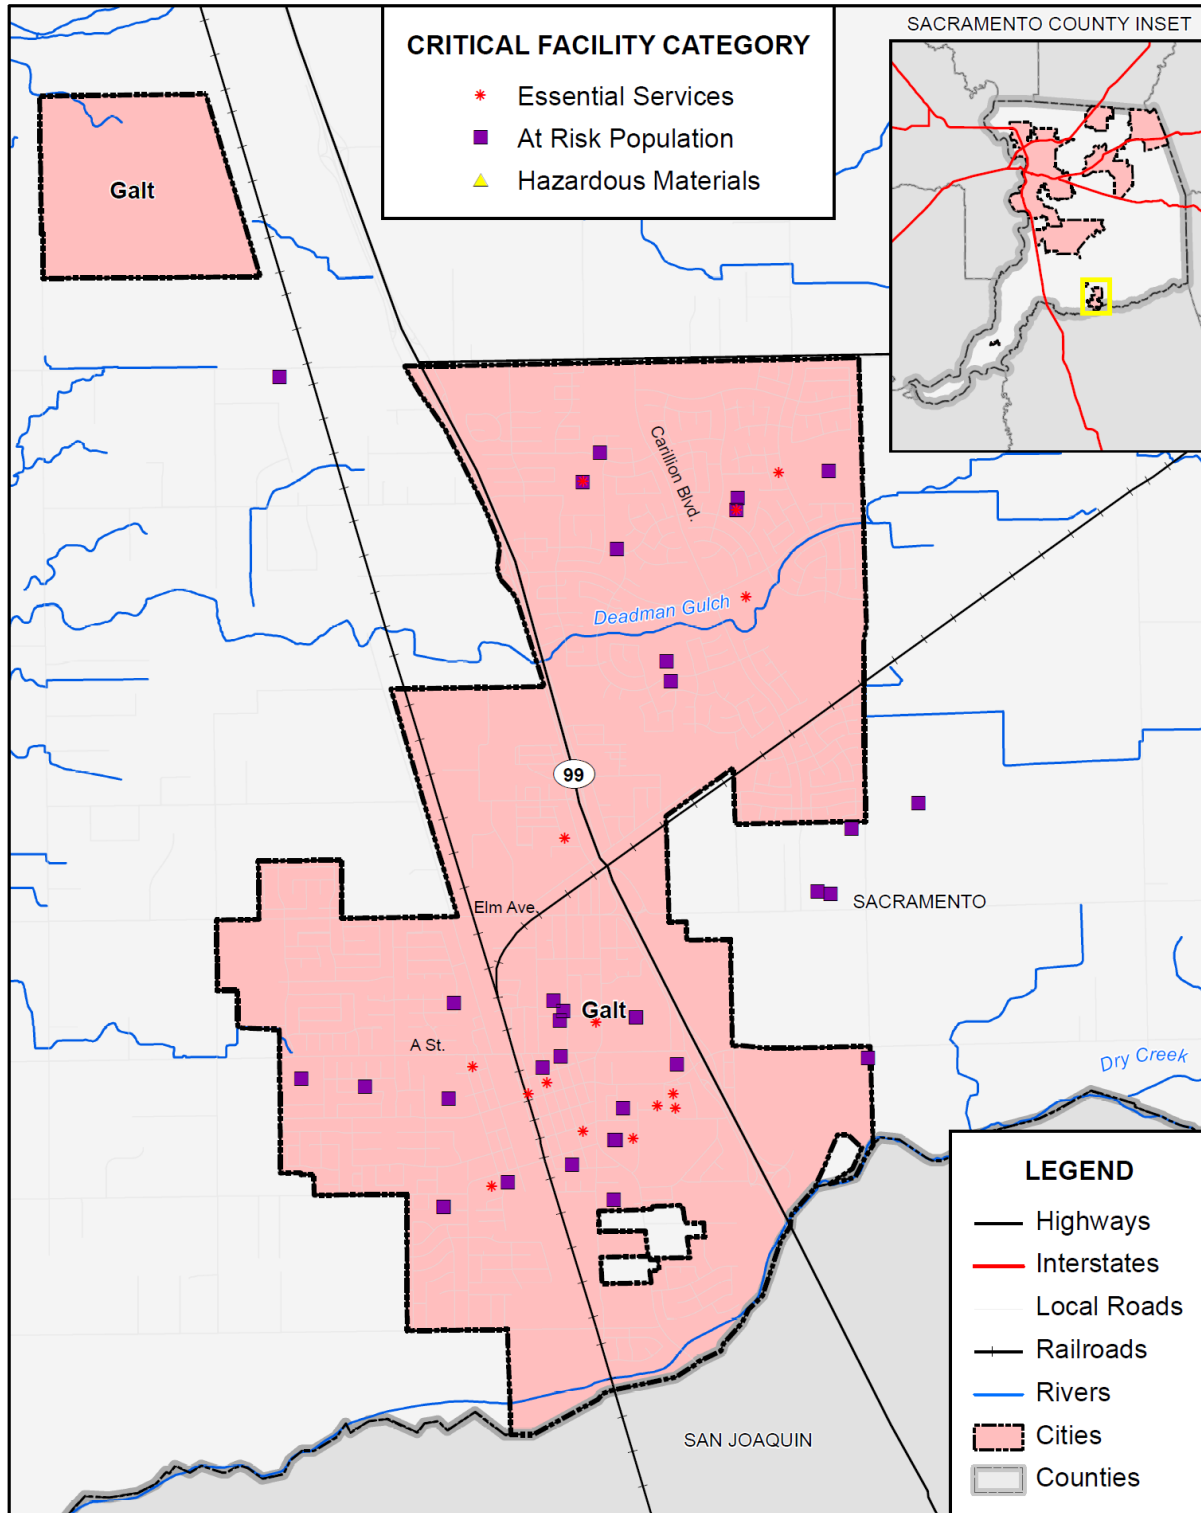 SACRAMENTO COUNTY INSET
CRITICAL FACILITY CATEGORY
Essential Services
At Risk Population
Hazardous Materials
Galt
Carillion Blvd.
Deadman Gulch
99
Elm Ave.
SACRAMENTO
Galt
A St.
Dry Creek
SAN JOAQUIN
LEGEND
Highways
Interstates
Local Roads
Railroads
Rivers
Cities
Counties